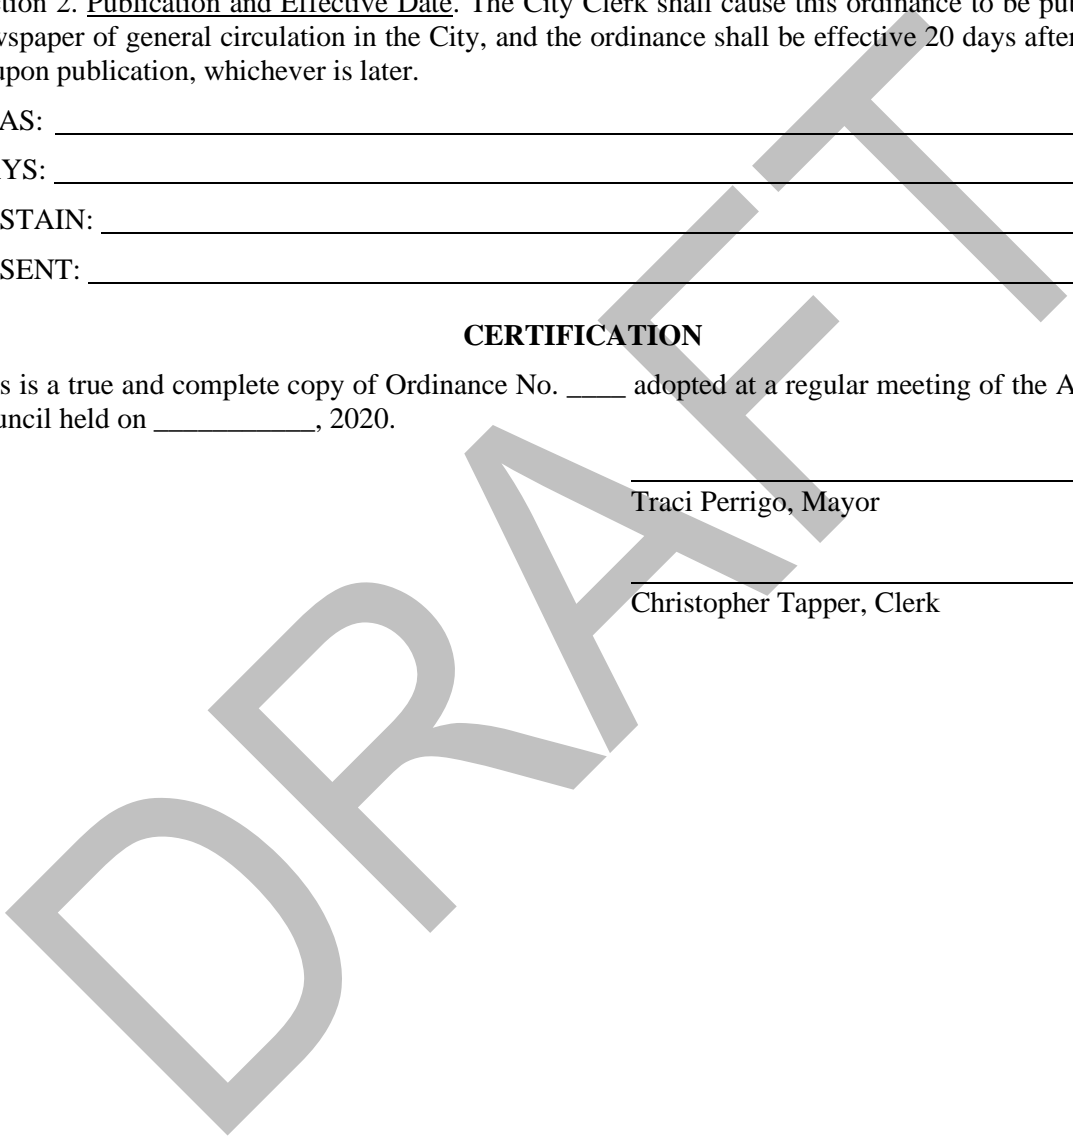 ction 2. Publication and Effective Date. The City Clerk shall cause this ordinance to be pu
wspaper of general circulation in the City, and the ordinance shall be effective 20 days after
upon publication, whichever is later.
AS:
YS:
STAIN:
SENT:
CERTIFICATION
s is a true and complete copy of Ordinance No. ____ adopted at a regular meeting of the A
uncil held on ___________, 2020.
Traci Perrigo, Mayor
Christopher Tapper, Clerk
DRAFT